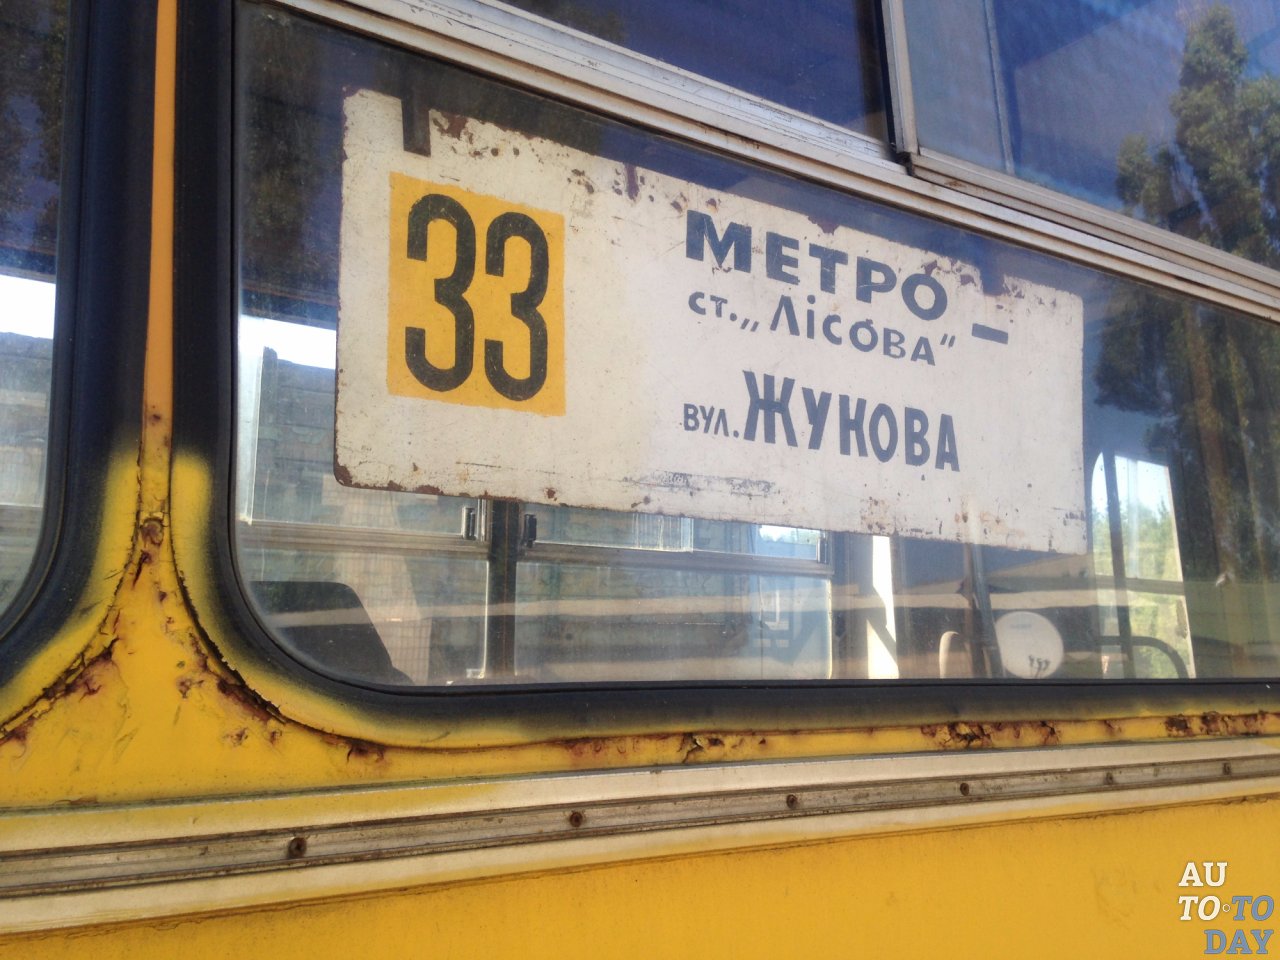 33
МЕТРО –
ст. „Лісова“
вул. ЖУКОВА
AU
TO·TO
DAY